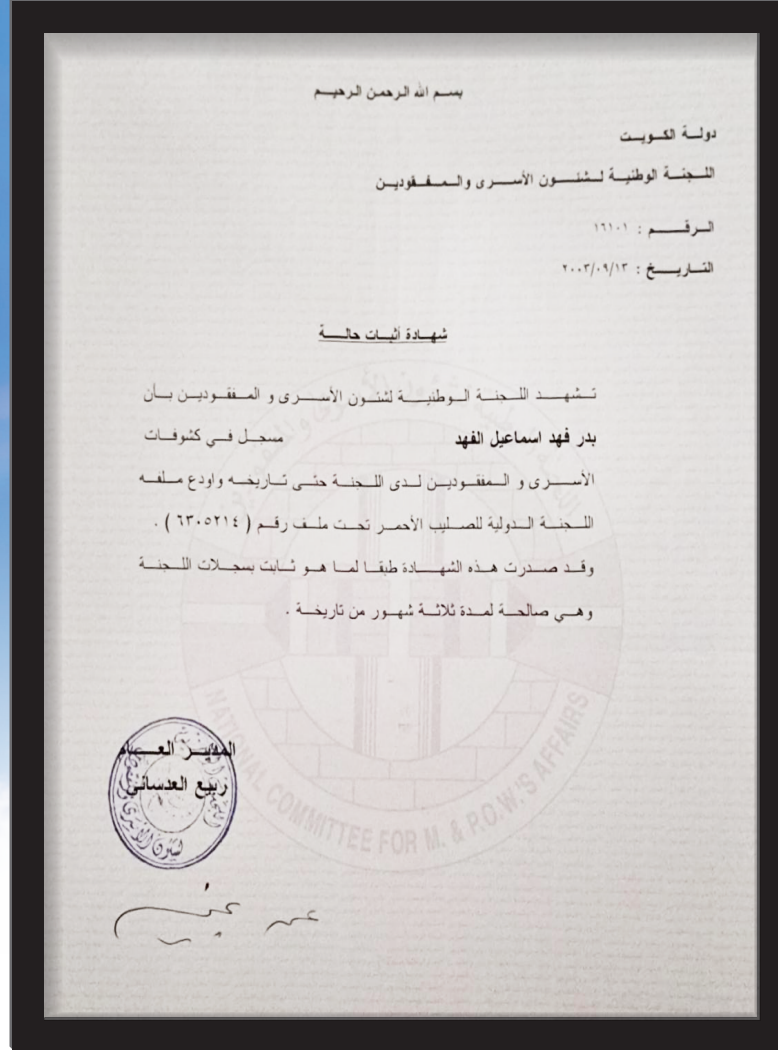 بسم الله الرحمن الرحيم
دولة الكويت
اللجنة الوطنية لشئون الأسرى والمفقودين
الرقم : ١٦١٠١
التاريخ : ٢٠٠٣/٠٩/١٣
شهادة أثبات حالة
تشهد اللجنة الوطنية لشئون الأسرى و المفقودين بأن
بدر فهد اسماعيل الفهد مسجل في كشوفات
الأسرى و المفقودين لدى اللجنة حتى تاريخه واودع ملفه
اللجنة الدولية للصليب الأحمر تحت ملف رقم ( ٦٣٠٥٢١٤ ) .
وقد صدرت هذه الشهادة طبقا لما هو ثابت بسجلات اللجنة
وهي صالحة لمدة ثلاثة شهور من تاريخة .
المدير العام
ربيع العدساني
لشئون الأسرى
NATIONAL COMMITTEE FOR M. & P.O.W.'S AFFAIRS